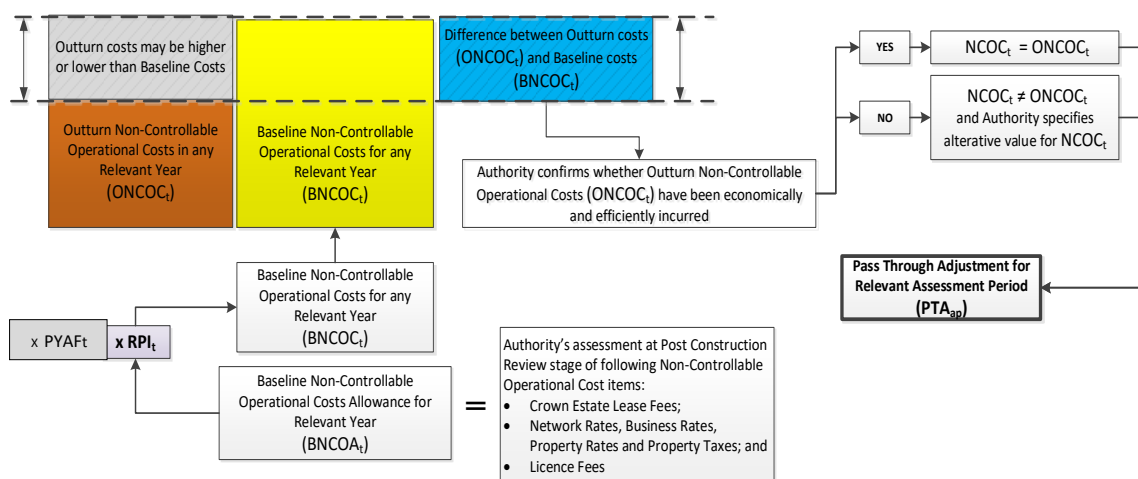 Outturn costs may be higher
or lower than Baseline Costs
Outturn Non-Controllable
Operational Costs in any
Relevant Year
(ONCOCt)
Baseline Non-Controllable
Operational Costs for any
Relevant Year
(BNCOCt)
Difference between Outturn costs
(ONCOCt) and Baseline costs
(BNCOCt)
Authority confirms whether Outturn Non-Controllable
Operational Costs (ONCOCt) have been economically
and efficiently incurred
YES
NCOCt = ONCOCt
NO
NCOCt ≠ ONCOCt
and Authority specifies
alterative value for NCOCt
Pass Through Adjustment for
Relevant Assessment Period
(PTAap)
Baseline Non-Controllable
Operational Costs for any
Relevant Year
(BNCOCt)
x PYAFt
x RPIt
Baseline Non-Controllable
Operational Costs Allowance for
Relevant Year
(BNCOAt)
=
Authority's assessment at Post Construction
Review stage of following Non-Controllable
Operational Cost items:
• Crown Estate Lease Fees;
• Network Rates, Business Rates,
Property Rates and Property Taxes; and
• Licence Fees